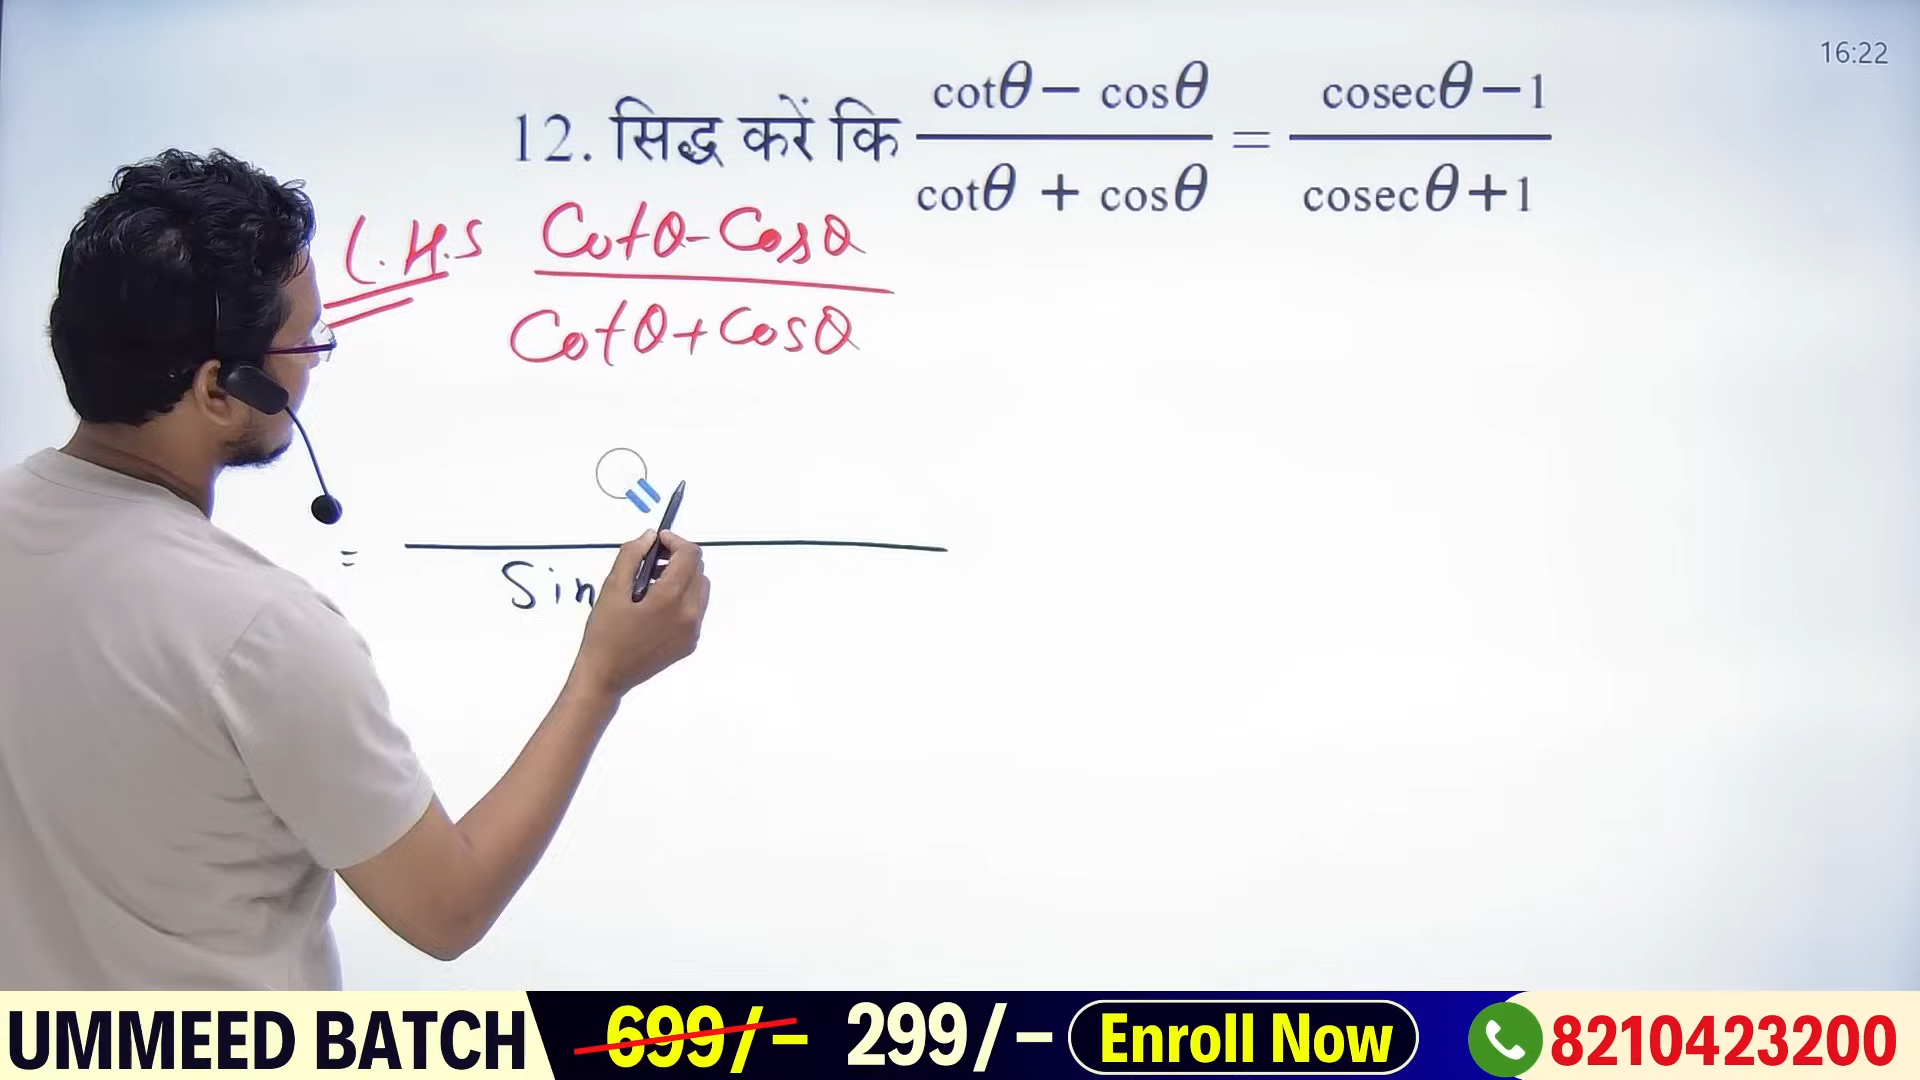 16:22
12. सिद्ध करें कि (cotθ − cosθ)/(cotθ + cosθ) = (cosecθ − 1)/(cosecθ + 1)
L.H.S
Cotθ-Cosθ
Cotθ+Cosθ
=
Sin
UMMEED BATCH 699/- 299/- Enroll Now 8210423200